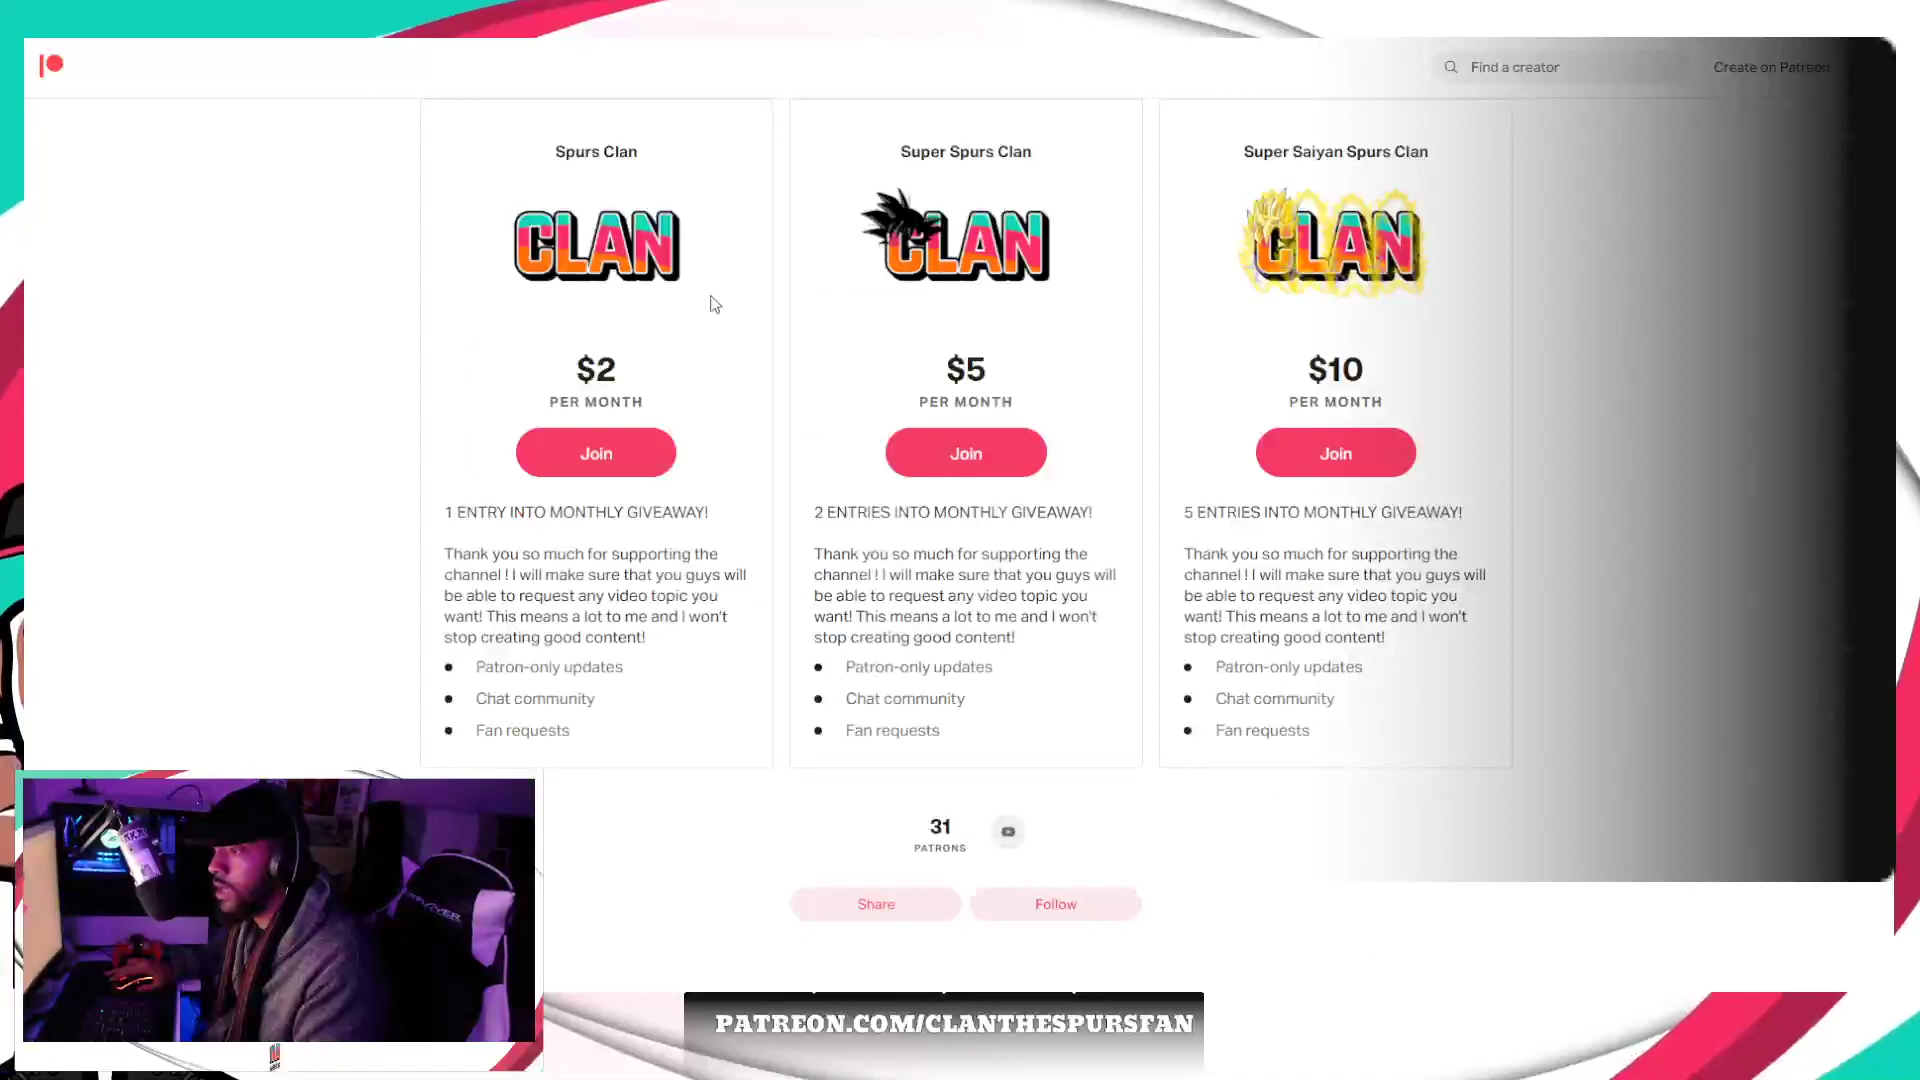 Find a creator
Create on Patreon
Spurs Clan
CLAN
$2
PER MONTH
Join
1 ENTRY INTO MONTHLY GIVEAWAY!
Thank you so much for supporting the
channel ! I will make sure that you guys will
be able to request any video topic you
want! This means a lot to me and I won't
stop creating good content!
Patron-only updates
Chat community
Fan requests
Super Spurs Clan
CLAN
$5
PER MONTH
Join
2 ENTRIES INTO MONTHLY GIVEAWAY!
Thank you so much for supporting the
channel ! I will make sure that you guys will
be able to request any video topic you
want! This means a lot to me and I won't
stop creating good content!
Patron-only updates
Chat community
Fan requests
Super Saiyan Spurs Clan
CLAN
$10
PER MONTH
Join
5 ENTRIES INTO MONTHLY GIVEAWAY!
Thank you so much for supporting the
channel ! I will make sure that you guys will
be able to request any video topic you
want! This means a lot to me and I won't
stop creating good content!
Patron-only updates
Chat community
Fan requests
31
PATRONS
Share
Follow
PATREON.COM/CLANTHESPURSFAN